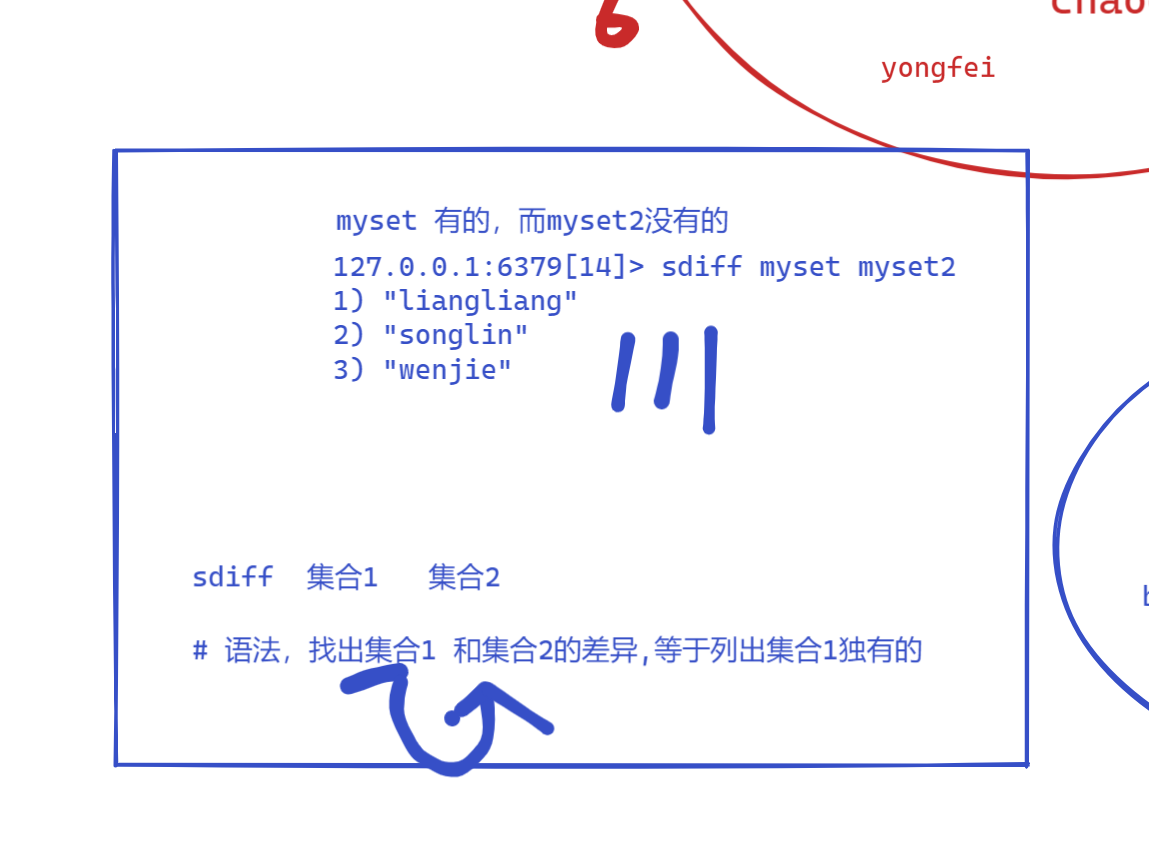 yongfei
myset 有的，而myset2没有的
127.0.0.1:6379[14]> sdiff myset myset2
1) "liangliang"
2) "songlin"
3) "wenjie"
sdiff 集合1 集合2
# 语法，找出集合1 和集合2的差异,等于列出集合1独有的